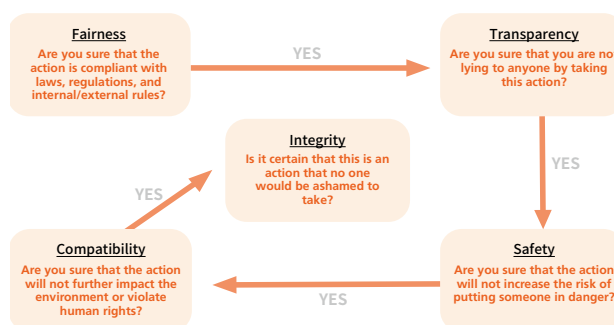 Fairness
Are you sure that the
action is compliant with
laws, regulations, and
internal/external rules?
YES
Transparency
Are you sure that you are not
lying to anyone by taking
this action?
YES
Safety
Are you sure that the action
will not increase the risk of
putting someone in danger?
YES
Compatibility
Are you sure that the action
will not further impact the
environment or violate
human rights?
YES
Integrity
Is it certain that this is an
action that no one
would be ashamed to
take?